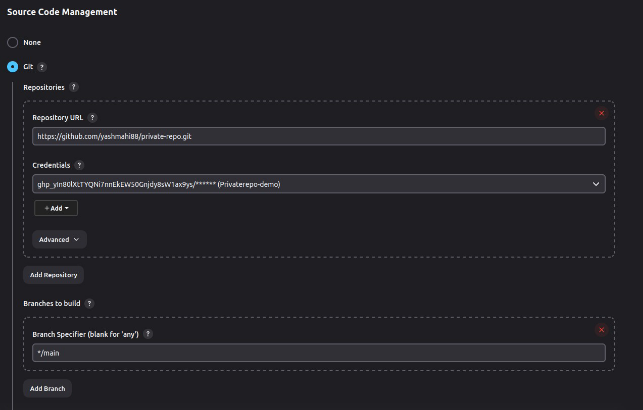 Source Code Management
None
Git ?
Repositories ?
Repository URL ?
https://github.com/yashmahi88/private-repo.git
Credentials ?
(Privaterepo-demo)
+ Add
Advanced
Add Repository
Branches to build ?
Branch Specifier (blank for 'any') ?
*/main
Add Branch